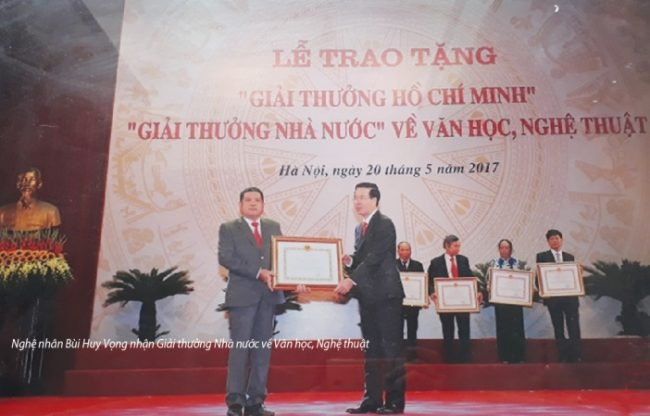 LỄ TRAO TẶNG
"GIẢI THƯỞNG HỒ CHÍ MINH"
"GIẢI THƯỞNG NHÀ NƯỚC" VỀ VĂN HỌC, NGHỆ THUẬT
Hà Nội, ngày 20 tháng 5 năm 2017
Nghệ nhân Bùi Huy Vọng nhận Giải thưởng Nhà nước về Văn học, Nghệ thuật